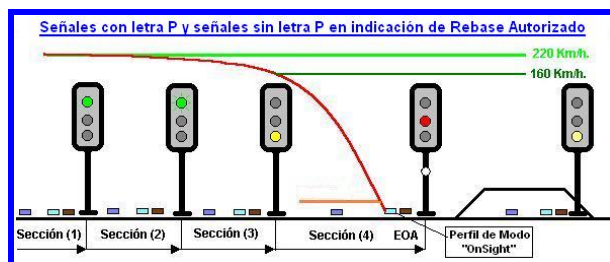 Señales con letra P y señales sin letra P en indicación de Rebase Autorizado
220 Km/h.
160 Km/h.
Sección (1)
Sección (2)
Sección (3)
Sección (4)
EOA
Perfil de Modo
"OnSight"